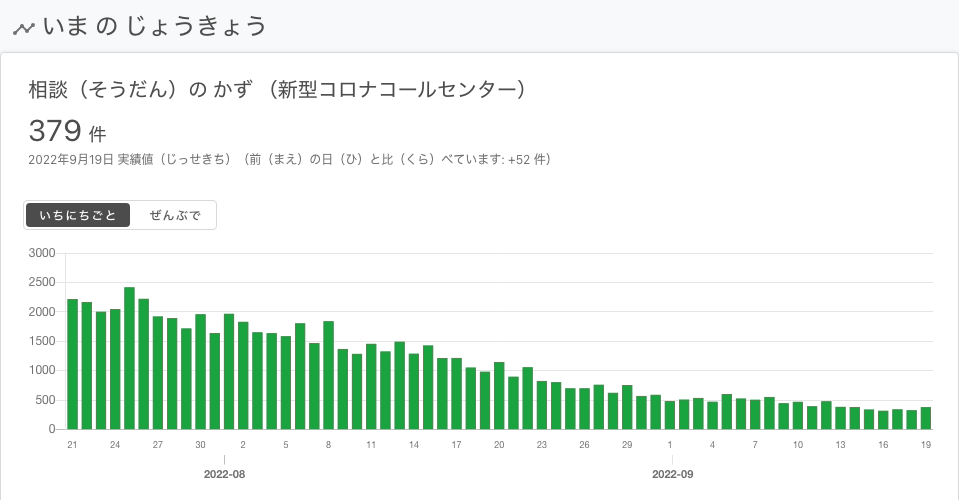 いま の じょうきょう
相談（そうだん）の かず （新型コロナコールセンター）
379 件
2022年9月19日 実績値（じっせきち）（前（まえ）の日（ひ）と比（くら）べています: +52 件）
いちにちごと ぜんぶで
3000
2500
2000
1500
1000
500
0
21 24 27 30 2 5 8 11 14 17 20 23 26 29 1 4 7 10 13 16 19
2022-08 2022-09